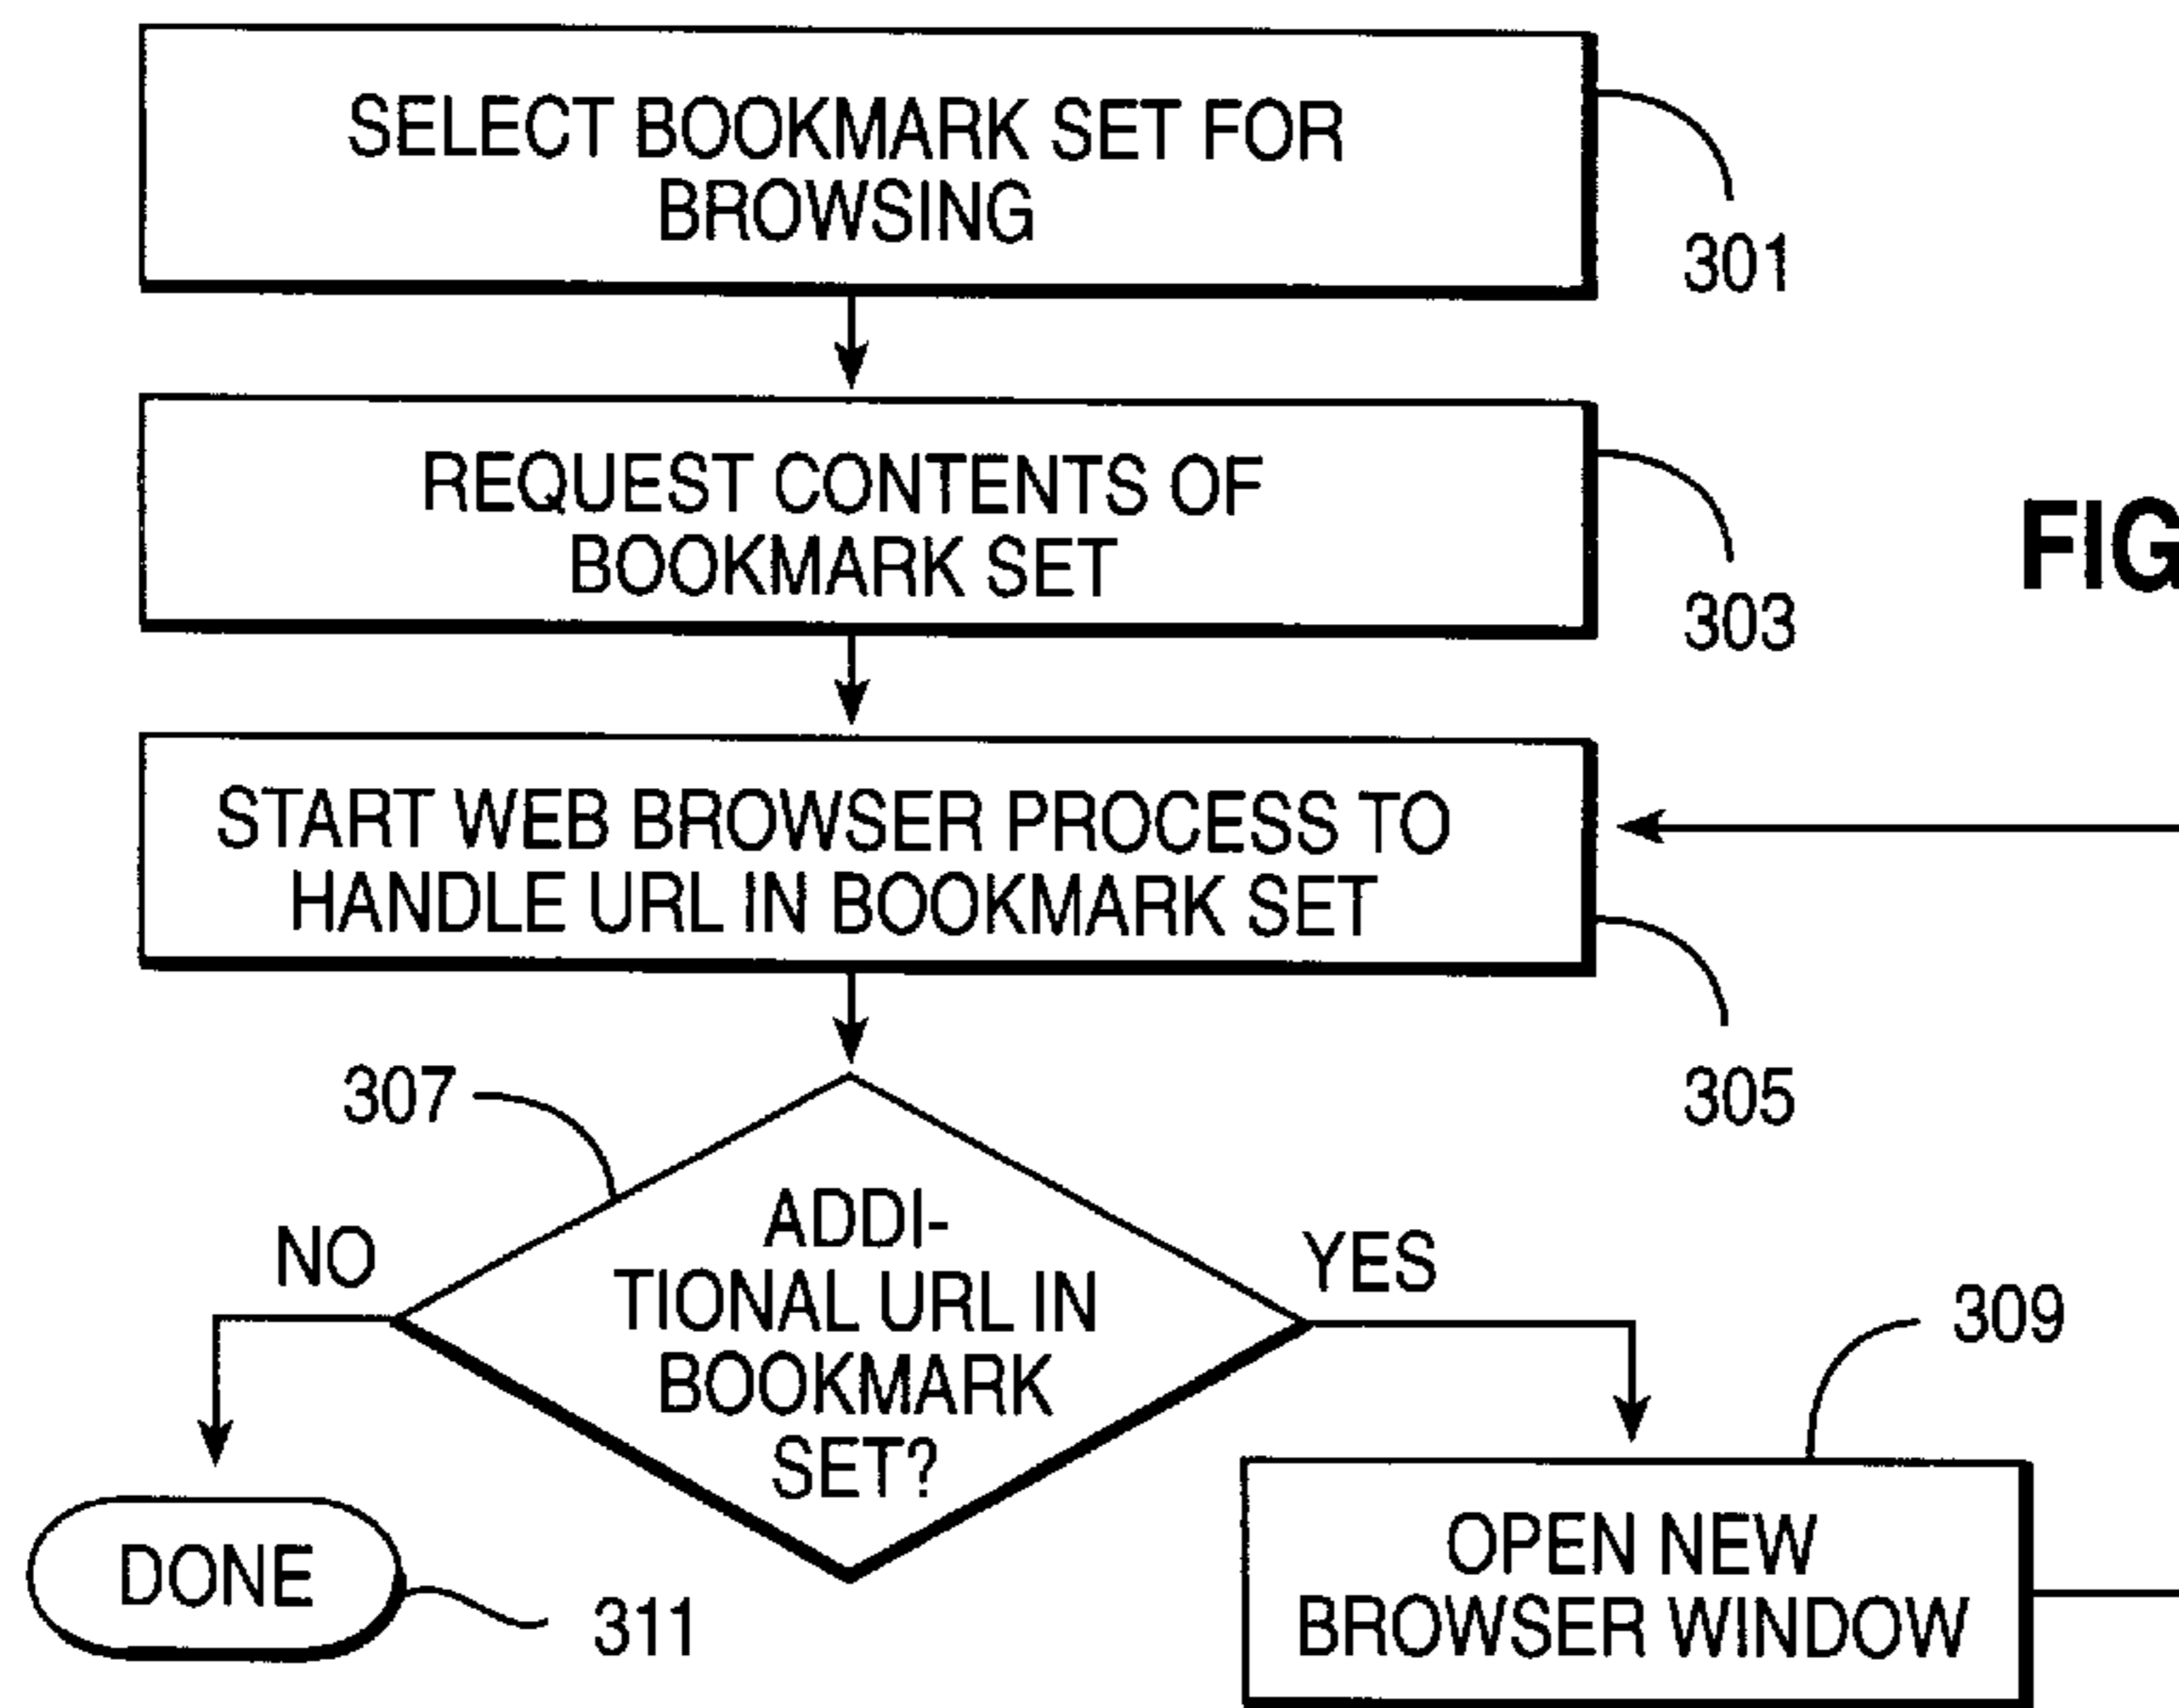 SELECT BOOKMARK SET FOR
BROWSING
301
REQUEST CONTENTS OF
BOOKMARK SET
303
FIG
START WEB BROWSER PROCESS TO
HANDLE URL IN BOOKMARK SET
305
307
ADDI-
TIONAL URL IN
BOOKMARK
SET?
NO
YES
309
DONE
311
OPEN NEW
BROWSER WINDOW